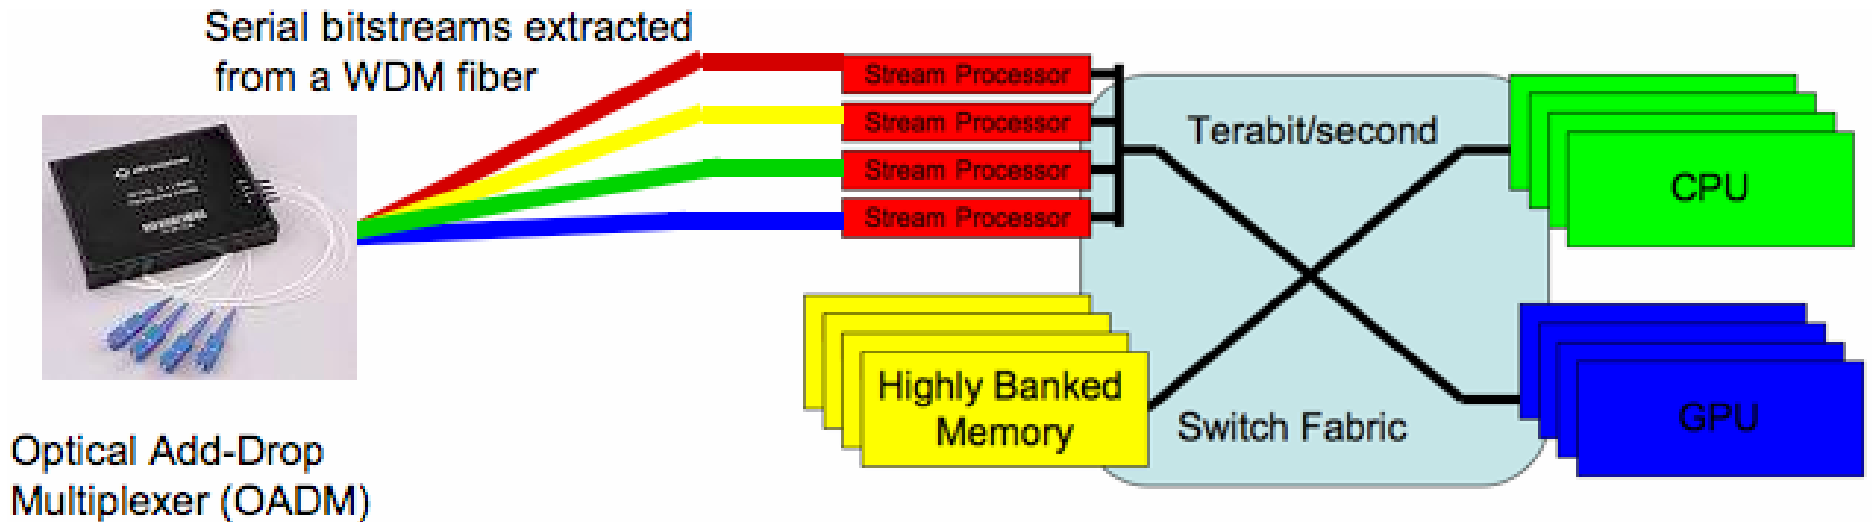 Serial bitstreams extracted
from a WDM fiber
Stream Processor
Stream Processor
Stream Processor
Stream Processor
Terabit/second
CPU
Highly Banked
Memory
Switch Fabric
GPU
Optical Add-Drop
Multiplexer (OADM)